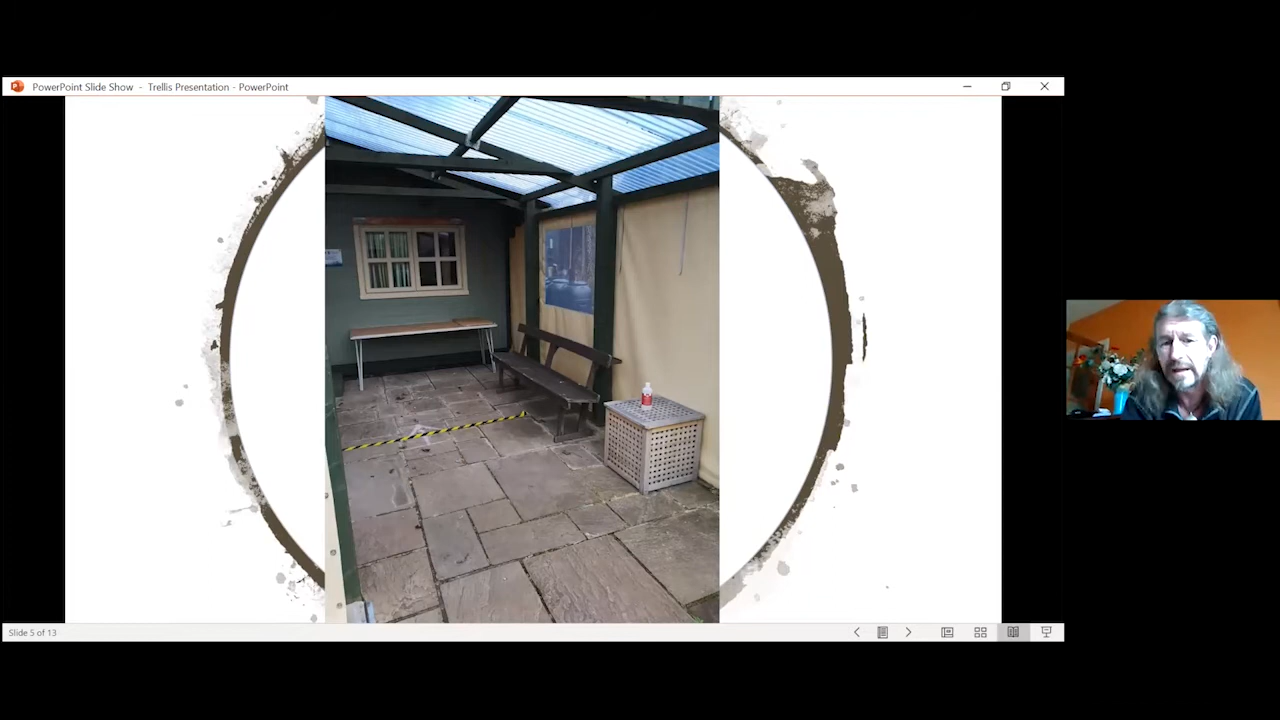 PowerPoint Slide Show - Trellis Presentation - PowerPoint
Slide 5 of 13